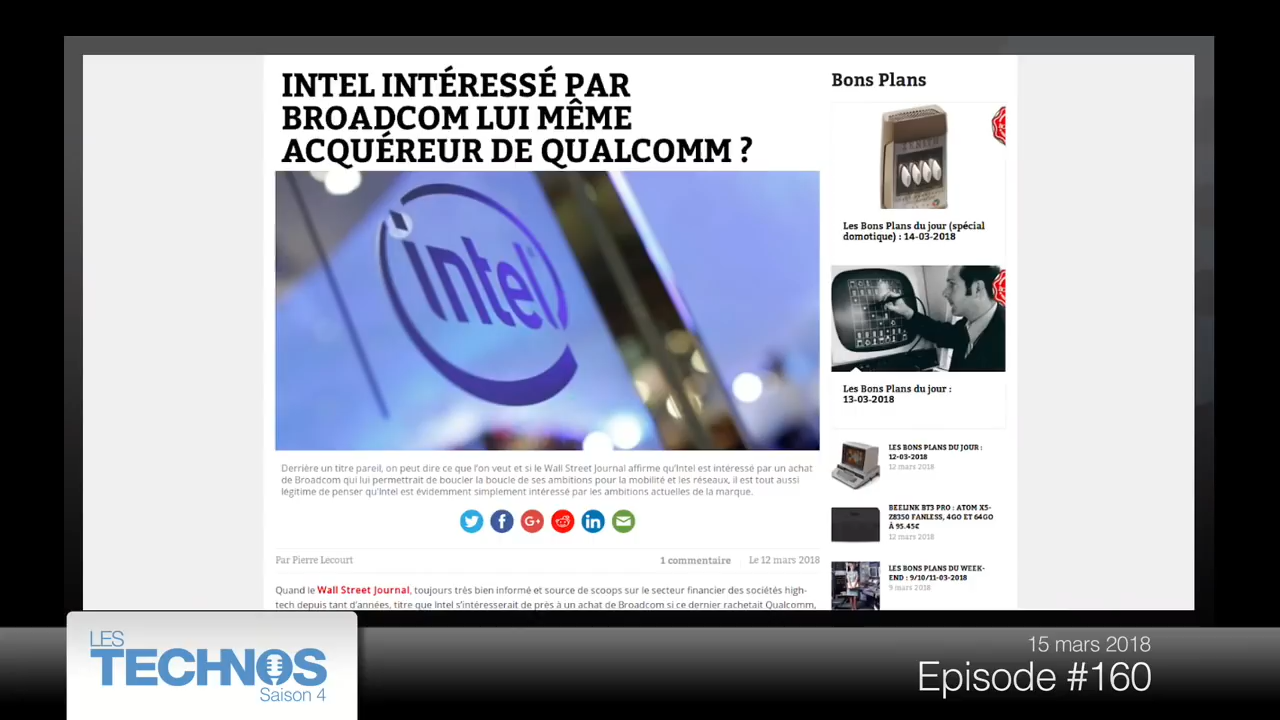 INTEL INTÉRESSÉ PAR
BROADCOM LUI MÊME
ACQUÉREUR DE QUALCOMM ?
intel
Derrière un titre pareil, on peut dire ce que l'on veut et si le Wall Street Journal affirme qu'Intel est intéressé par un achat
de Broadcom qui lui permettrait de boucler la boucle de ses ambitions pour la mobilité et les réseaux, il est tout aussi
légitime de penser qu'Intel est évidemment simplement intéressé par les ambitions actuelles de la marque.
Par Pierre Lecourt
1 commentaire
Le 12 mars 2018
Quand le Wall Street Journal, toujours très bien informé et source de scoops sur le secteur financier des sociétés high-
tech depuis tant d'années, titre que Intel s'intéresserait de près à un achat de Broadcom si ce dernier rachetait Qualcomm,
Bons Plans
ZENITH
Les Bons Plans du jour (spécial
domotique) : 14-03-2018
Les Bons Plans du jour :
13-03-2018
LES BONS PLANS DU JOUR :
12-03-2018
12 mars 2018
BEELINK BT3 PRO : ATOM X5-
Z8350 FANLESS, 4GO ET 64GO
À 95.45€
12 mars 2018
LES BONS PLANS DU WEEK-
END : 9/10/11-03-2018
9 mars 2018
LES
TECHNOS
Saison 4
15 mars 2018
Episode #160